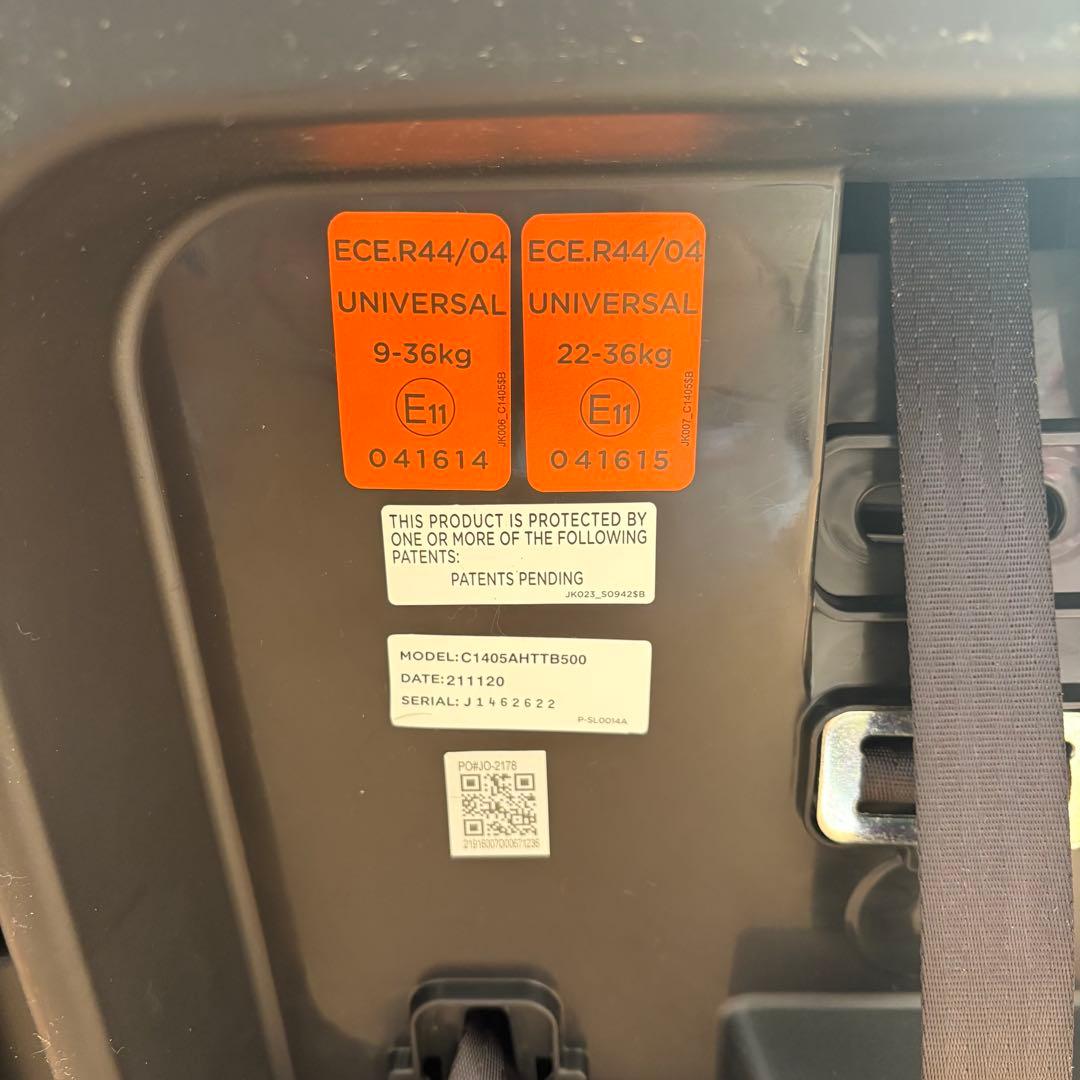 ECE.R44/04
UNIVERSAL
9-36kg
E11
041614
JK006_C1405$B
ECE.R44/04
UNIVERSAL
22-36kg
E11
041615
JK007_C1405$B
THIS PRODUCT IS PROTECTED BY
ONE OR MORE OF THE FOLLOWING
PATENTS:
PATENTS PENDING
JK023_S0942$B
MODEL:C1405AHTTB500
DATE:211120
SERIAL: J1462622
P-SL0014A
PO#JO-2178